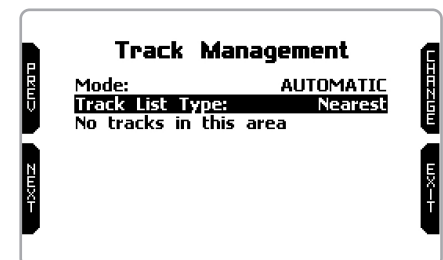 Track Management
PREV
CHANGE
Mode: AUTOMATIC
Track List Type: Nearest
No tracks in this area
NEXT
EXIT